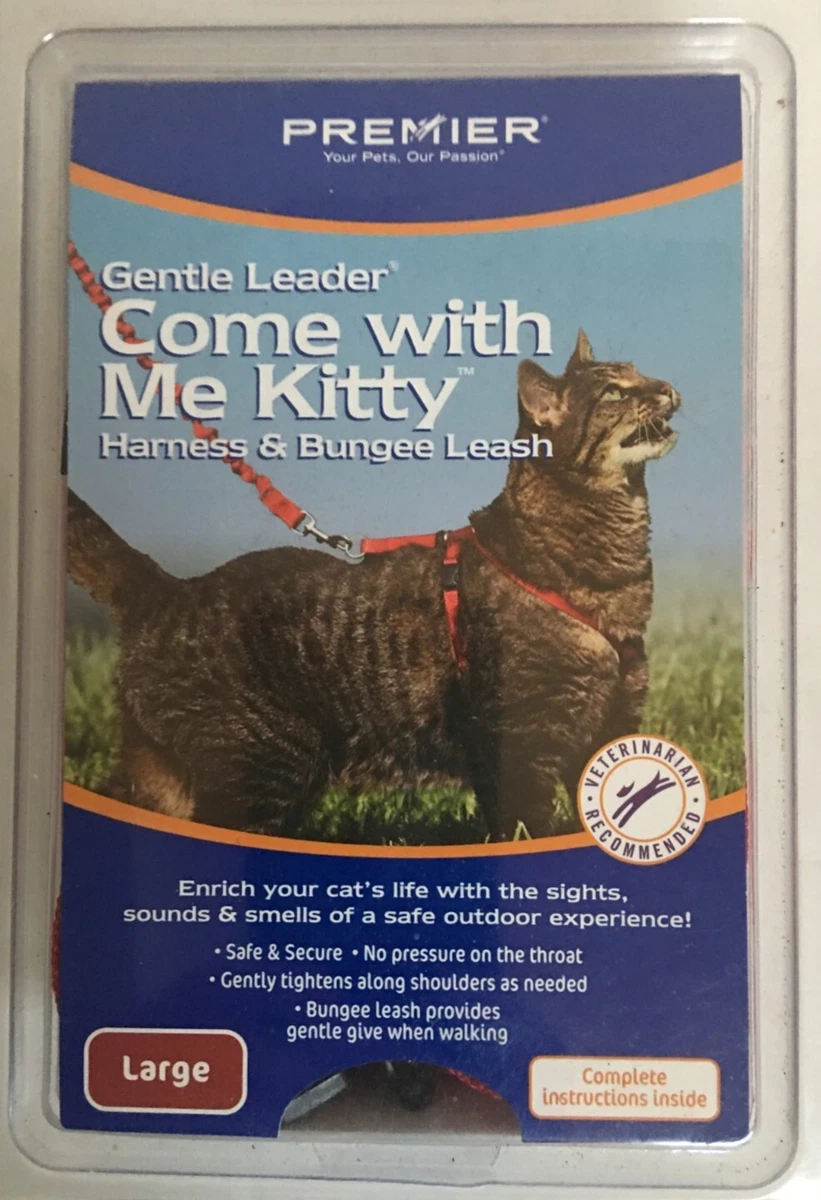 PREMIER®
Your Pets, Our Passion®
Gentle Leader®
Come with
Me Kitty™
Harness & Bungee Leash
• VETERINARIAN •
RECOMMENDED
Enrich your cat's life with the sights,
sounds & smells of a safe outdoor experience!
• Safe & Secure • No pressure on the throat
• Gently tightens along shoulders as needed
• Bungee leash provides
gentle give when walking
Large
Complete
instructions inside